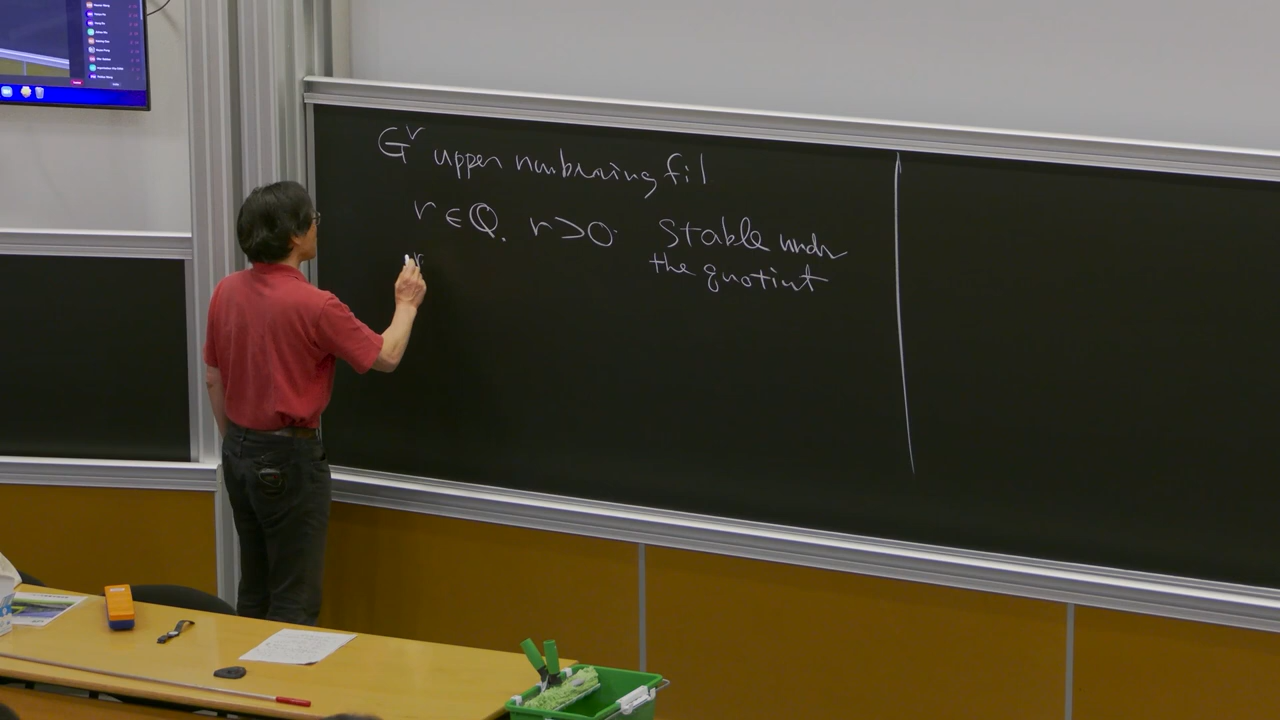 G^r upper numbering fil
r ∈ Q. r > 0. Stable under
the quotient
r